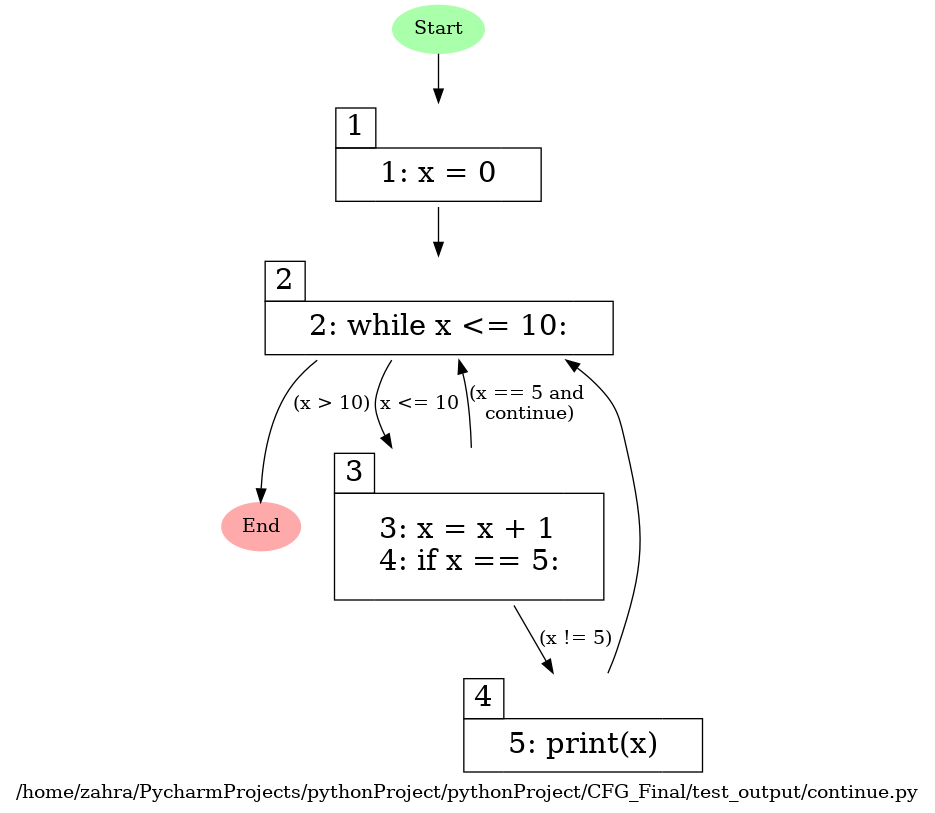 Start
1
1: x = 0
2
2: while x <= 10:
(x > 10)
x <= 10
(x == 5 and
continue)
3
3: x = x + 1
4: if x == 5:
End
(x != 5)
4
5: print(x)
/home/zahra/PycharmProjects/pythonProject/pythonProject/CFG_Final/test_output/continue.py